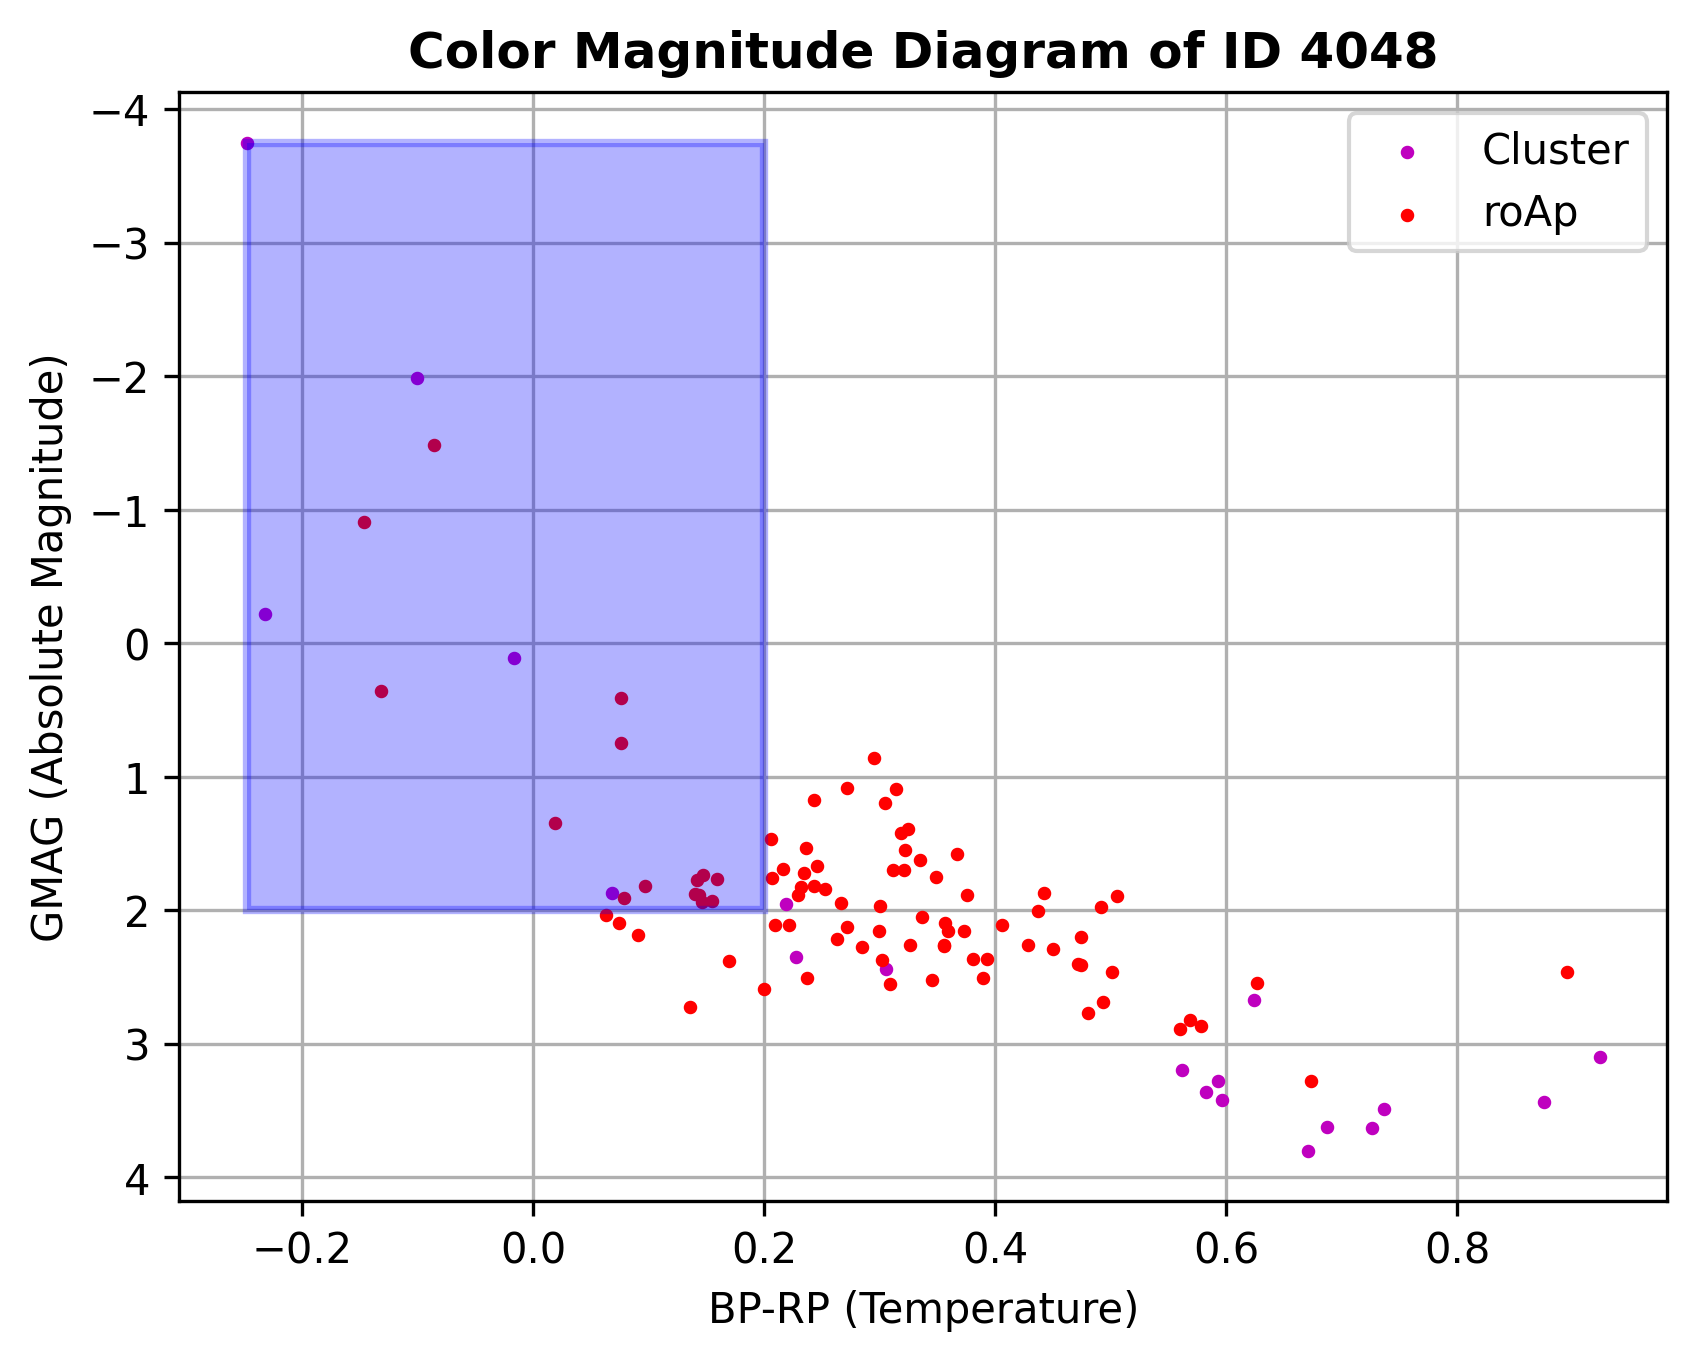 Color Magnitude Diagram of ID 4048
Cluster
roAp
GMAG (Absolute Magnitude)
−4
−3
−2
−1
0
1
2
3
4
−0.2 0.0 0.2 0.4 0.6 0.8
BP-RP (Temperature)